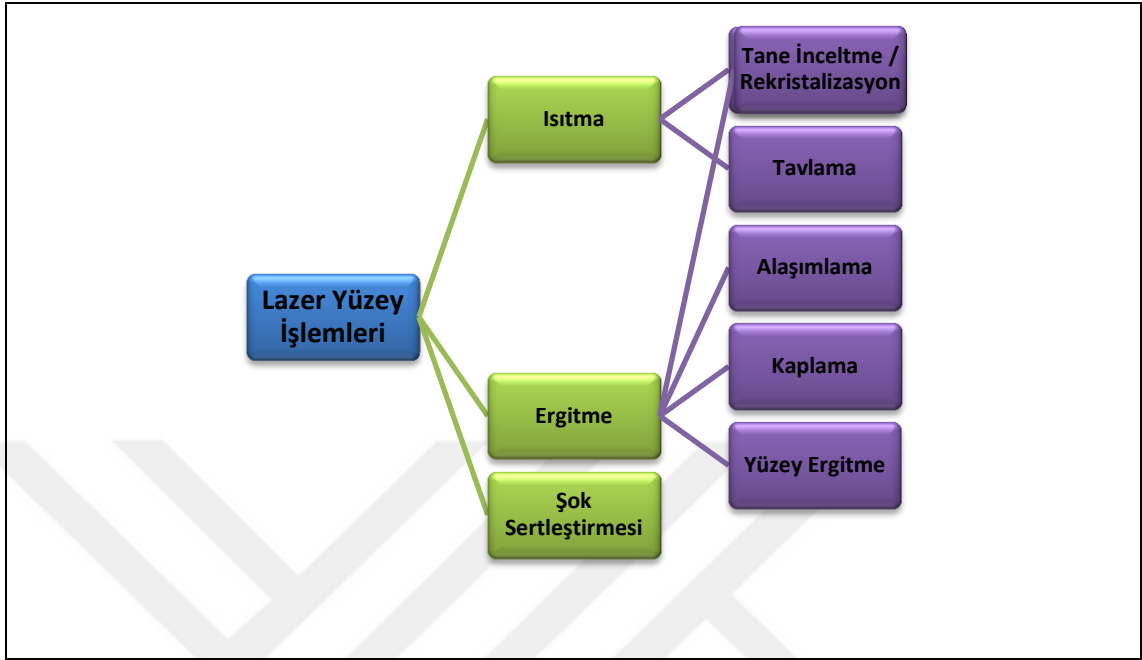 Lazer Yüzey
İşlemleri
Isıtma
Tane İnceltme /
Rekristalizasyon
Tavlama
Ergitme
Alaşımlama
Kaplama
Yüzey Ergitme
Şok
Sertleştirmesi